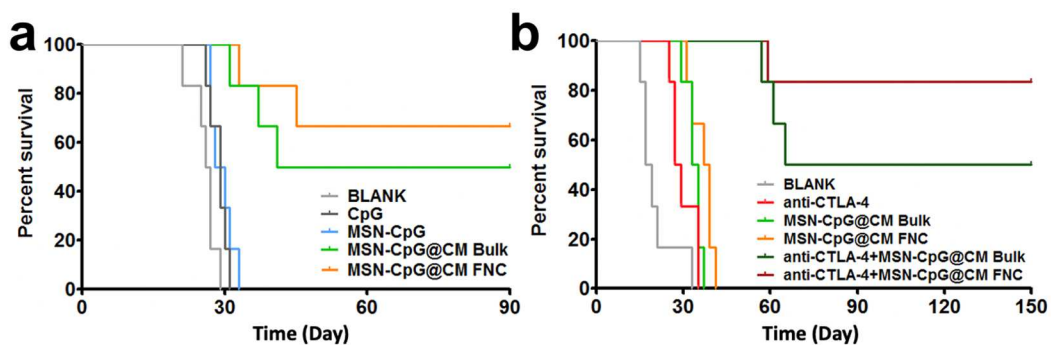 a
Percent survival
100
80
60
40
20
0
0
30
60
90
Time (Day)
BLANK
CpG
MSN-CpG
MSN-CpG@CM Bulk
MSN-CpG@CM FNC
b
Percent survival
100
80
60
40
20
0
0
30
60
90
120
150
Time (Day)
BLANK
anti-CTLA-4
MSN-CpG@CM Bulk
MSN-CpG@CM FNC
anti-CTLA-4+MSN-CpG@CM Bulk
anti-CTLA-4+MSN-CpG@CM FNC